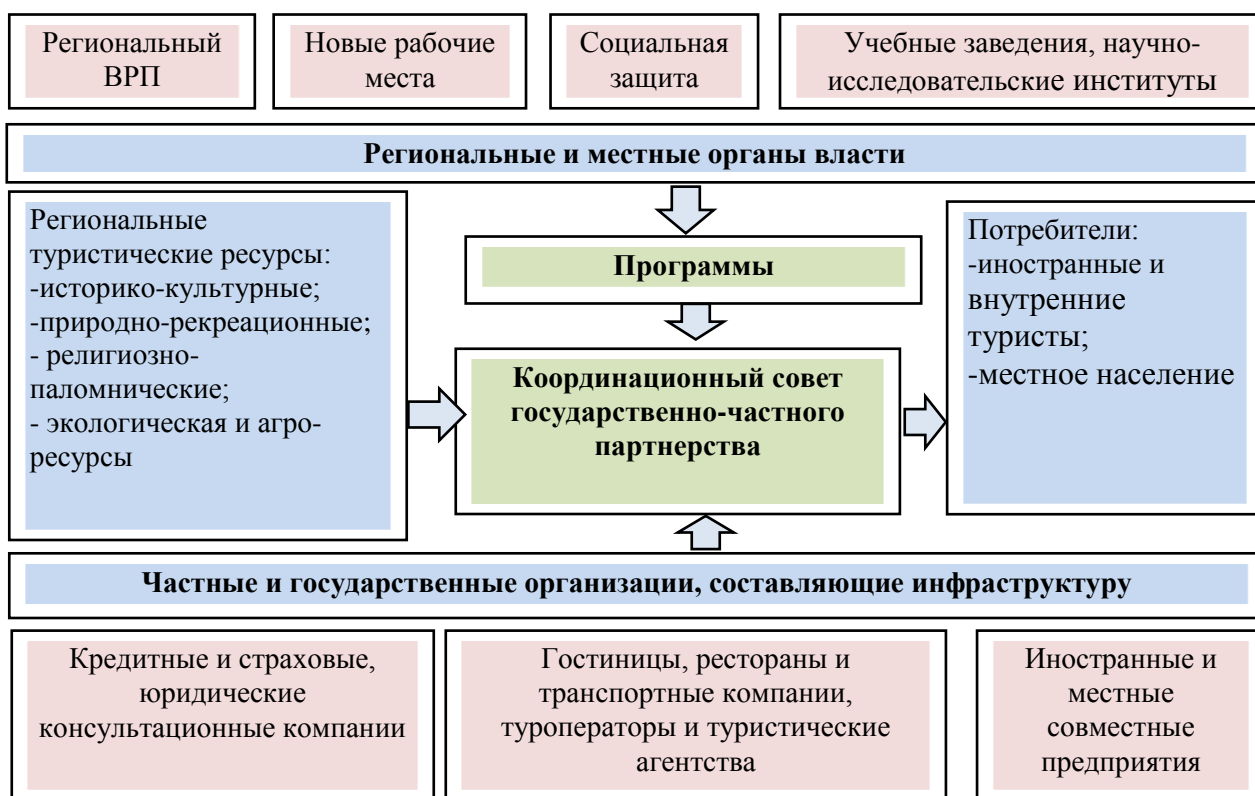 Региональный
ВРП
Новые рабочие
места
Социальная
защита
Учебные заведения, научно-
исследовательские институты
Региональные и местные органы власти
Региональные
туристические ресурсы:
-историко-культурные;
-природно-рекреационные;
- религиозно-
паломнические;
- экологическая и агро-
ресурсы
Программы
Координационный совет
государственно-частного
партнерства
Потребители:
-иностранные и
внутренние
туристы;
-местное население
Частные и государственные организации, составляющие инфраструктуру
Кредитные и страховые,
юридические
консультационные компании
Гостиницы, рестораны и
транспортные компании,
туроператоры и туристические
агентства
Иностранные и
местные
совместные
предприятия